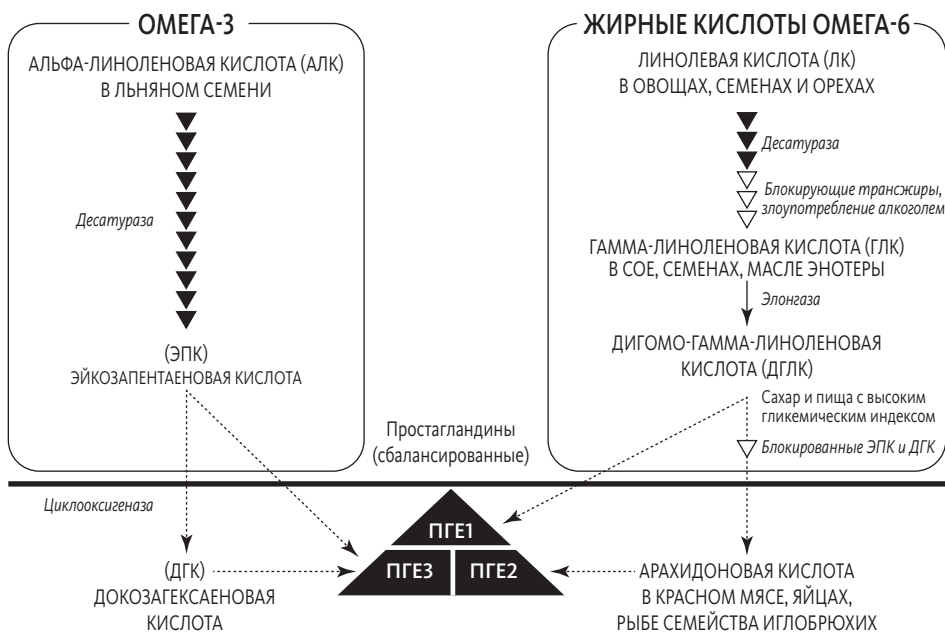 ОМЕГА-3
АЛЬФА-ЛИНОЛЕНОВАЯ КИСЛОТА (АЛК)
В ЛЬНЯНОМ СЕМЕНИ
Десатураза
(ЭПК)
ЭЙКОЗАПЕНТАЕНОВАЯ КИСЛОТА
ЖИРНЫЕ КИСЛОТЫ ОМЕГА-6
ЛИНОЛЕВАЯ КИСЛОТА (ЛК)
В ОВОЩАХ, СЕМЕНАХ И ОРЕХАХ
Десатураза
Блокирующие трансжиры,
злоупотребление алкоголем
ГАММА-ЛИНОЛЕНОВАЯ КИСЛОТА (ГЛК)
В СОЕ, СЕМЕНАХ, МАСЛЕ ЭНОТЕРЫ
Элонгаза
ДИГОМО-ГАММА-ЛИНОЛЕНОВАЯ
КИСЛОТА (ДГЛК)
Сахар и пища с высоким
гликемическим индексом
Блокированные ЭПК и ДГК
Простагландины
(сбалансированные)
Циклооксигеназа
ПГЕ1
ПГЕ3
ПГЕ2
(ДГК)
ДОКОЗАГЕКСАЕНОВАЯ
КИСЛОТА
АРАХИДОНОВАЯ КИСЛОТА
В КРАСНОМ МЯСЕ, ЯЙЦАХ,
РЫБЕ СЕМЕЙСТВА ИГЛОБРЮХИХ